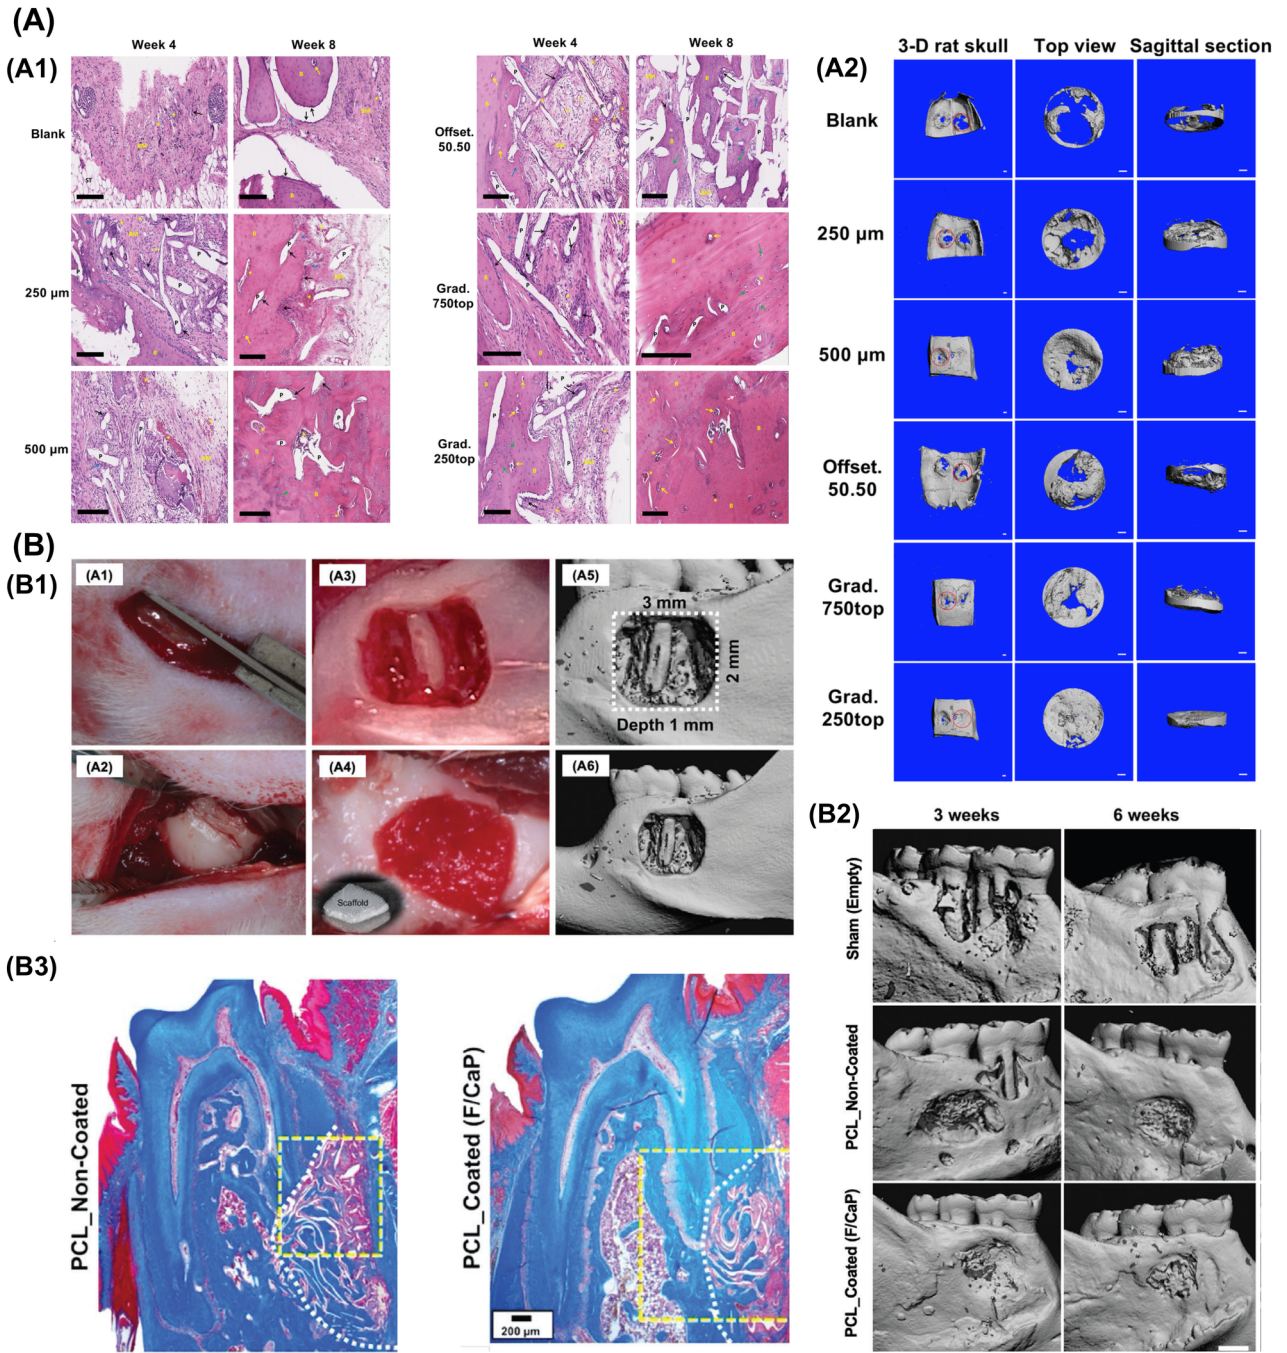 (A)
Week 4
Week 8
Week 4
Week 8
3-D rat skull
Top view
Sagittal section
(A1)
(A2)
Blank
ST
250 µm
500 µm
Offset.
50.50
Grad.
750top
Grad.
250top
Blank
250 µm
500 µm
Offset.
50.50
Grad.
750top
Grad.
250top
(B)
(B1)
(A1)
(A3)
(A5)
3 mm
2 mm
Depth 1 mm
(A2)
(A4)
Scaffold
(A6)
(B2)
3 weeks
6 weeks
Sham (Empty)
PCL_Non-Coated
PCL_Coated (F/CaP)
(B3)
PCL_Non-Coated
PCL_Coated (F/CaP)
200 µm